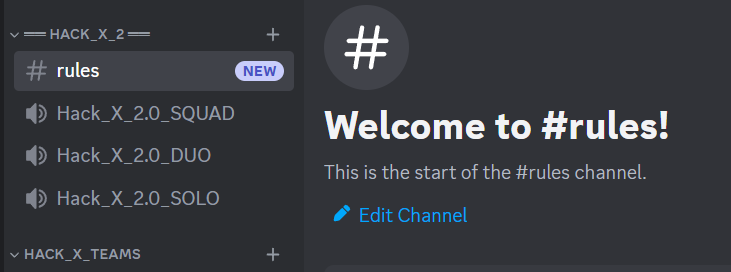 ══ HACK_X_2 ══ +
# rules NEW
Hack_X_2.0_SQUAD
Hack_X_2.0_DUO
Hack_X_2.0_SOLO
HACK_X_TEAMS +
#
Welcome to #rules!
This is the start of the #rules channel.
Edit Channel